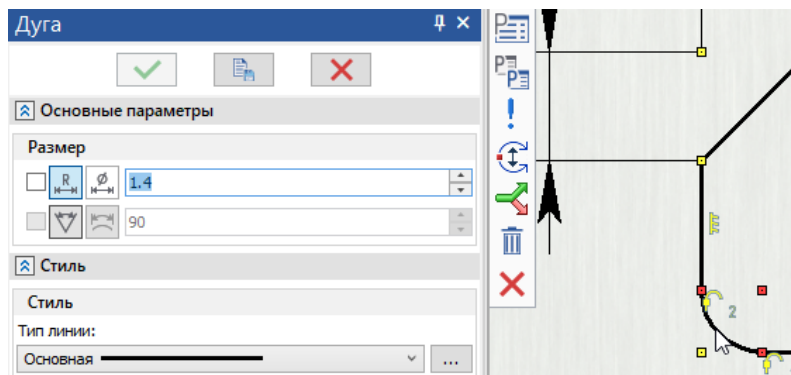 Дуга
Основные параметры
Размер
R
1.4
90
Стиль
Стиль
Тип линии:
Основная
...
P
P
P
2